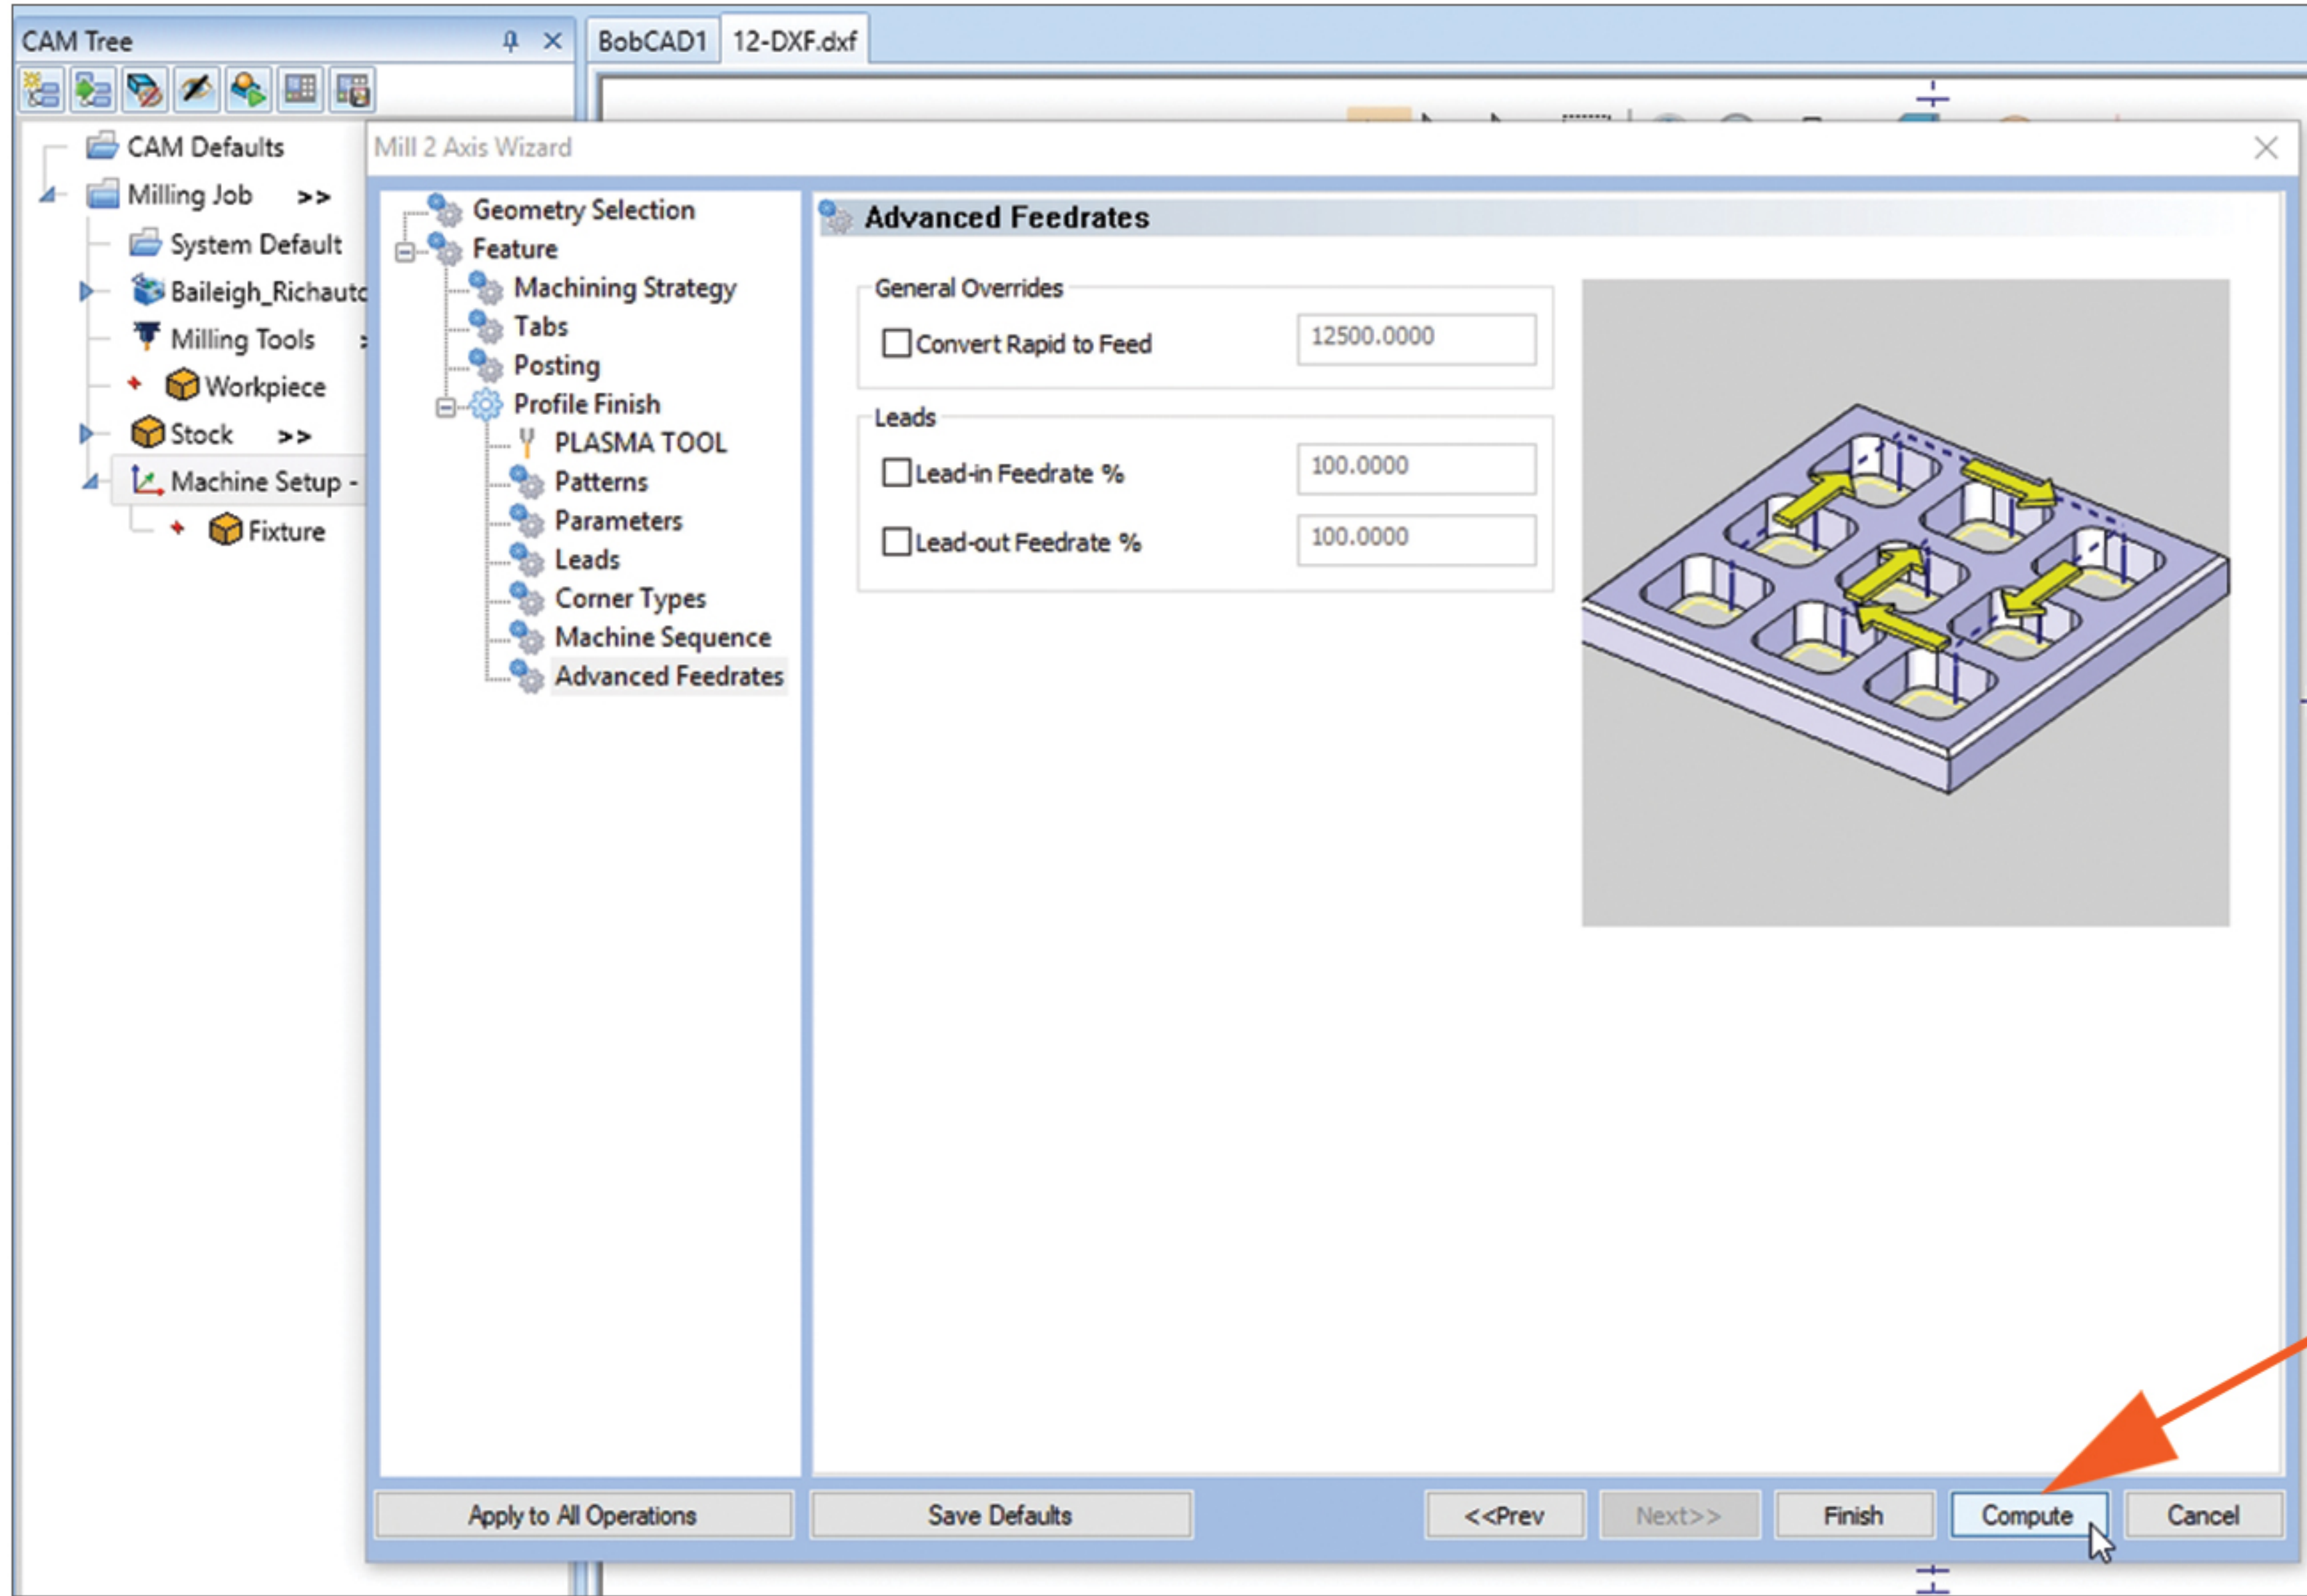 CAM Tree
BobCAD1
12-DXF.dxf
CAM Defaults
Milling Job >>
System Default
Milling Tools
Workpiece
Stock >>
Machine Setup -
Fixture
Mill 2 Axis Wizard
Geometry Selection
Feature
Machining Strategy
Tabs
Posting
Profile Finish
PLASMA TOOL
Patterns
Parameters
Leads
Corner Types
Machine Sequence
Advanced Feedrates
Advanced Feedrates
General Overrides
Convert Rapid to Feed 12500.0000
Leads
Lead-in Feedrate % 100.0000
Lead-out Feedrate % 100.0000
Apply to All Operations
Save Defaults
<<Prev
Next>>
Finish
Compute
Cancel